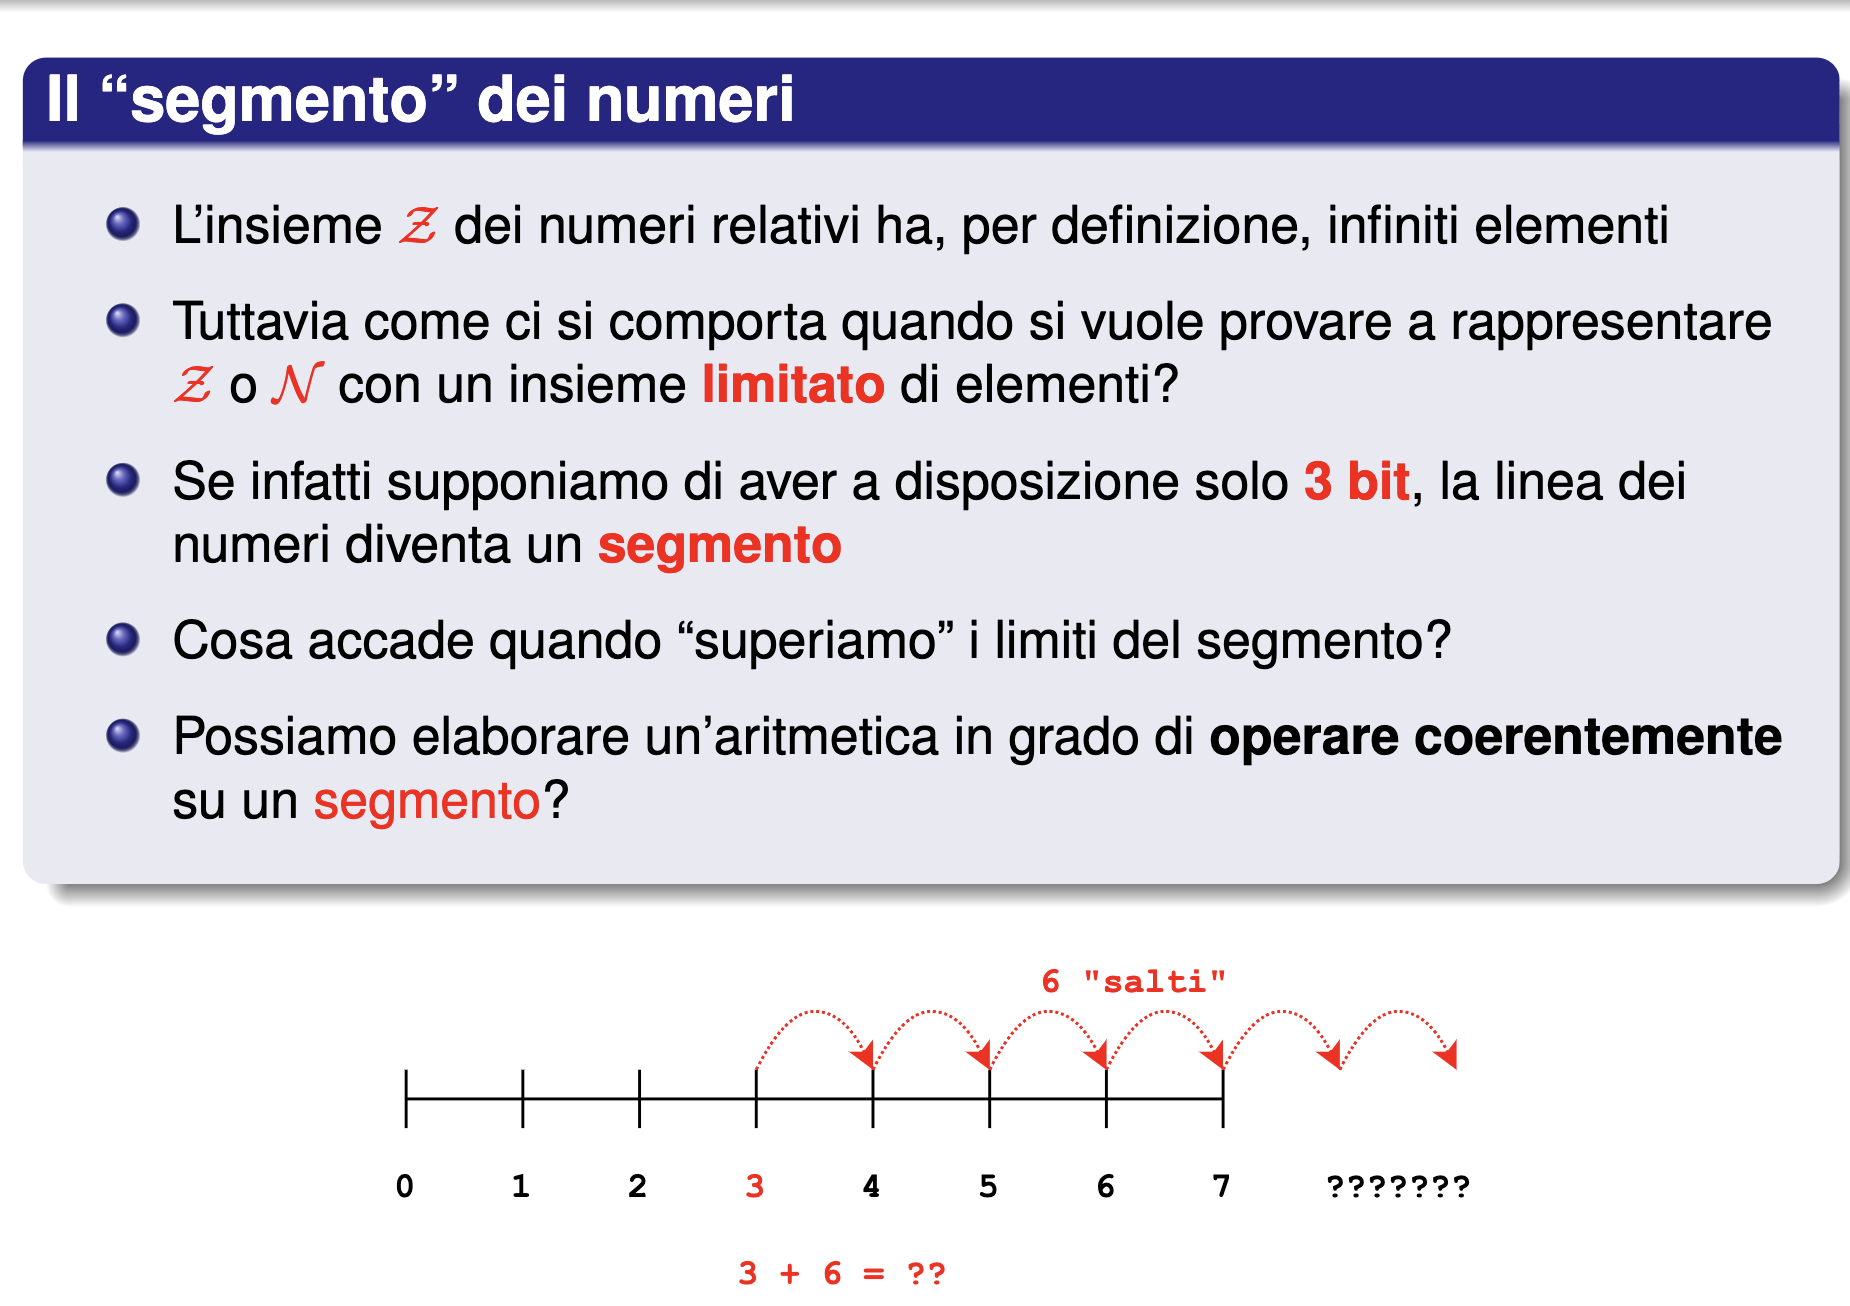 Il “segmento” dei numeri
L’insieme 𝒵 dei numeri relativi ha, per definizione, infiniti elementi
Tuttavia come ci si comporta quando si vuole provare a rappresentare
𝒵 o 𝒩 con un insieme limitato di elementi?
Se infatti supponiamo di aver a disposizione solo 3 bit, la linea dei
numeri diventa un segmento
Cosa accade quando “superiamo” i limiti del segmento?
Possiamo elaborare un’aritmetica in grado di operare coerentemente
su un segmento?
6 "salti"
0 1 2 3 4 5 6 7 ???????
3 + 6 = ??